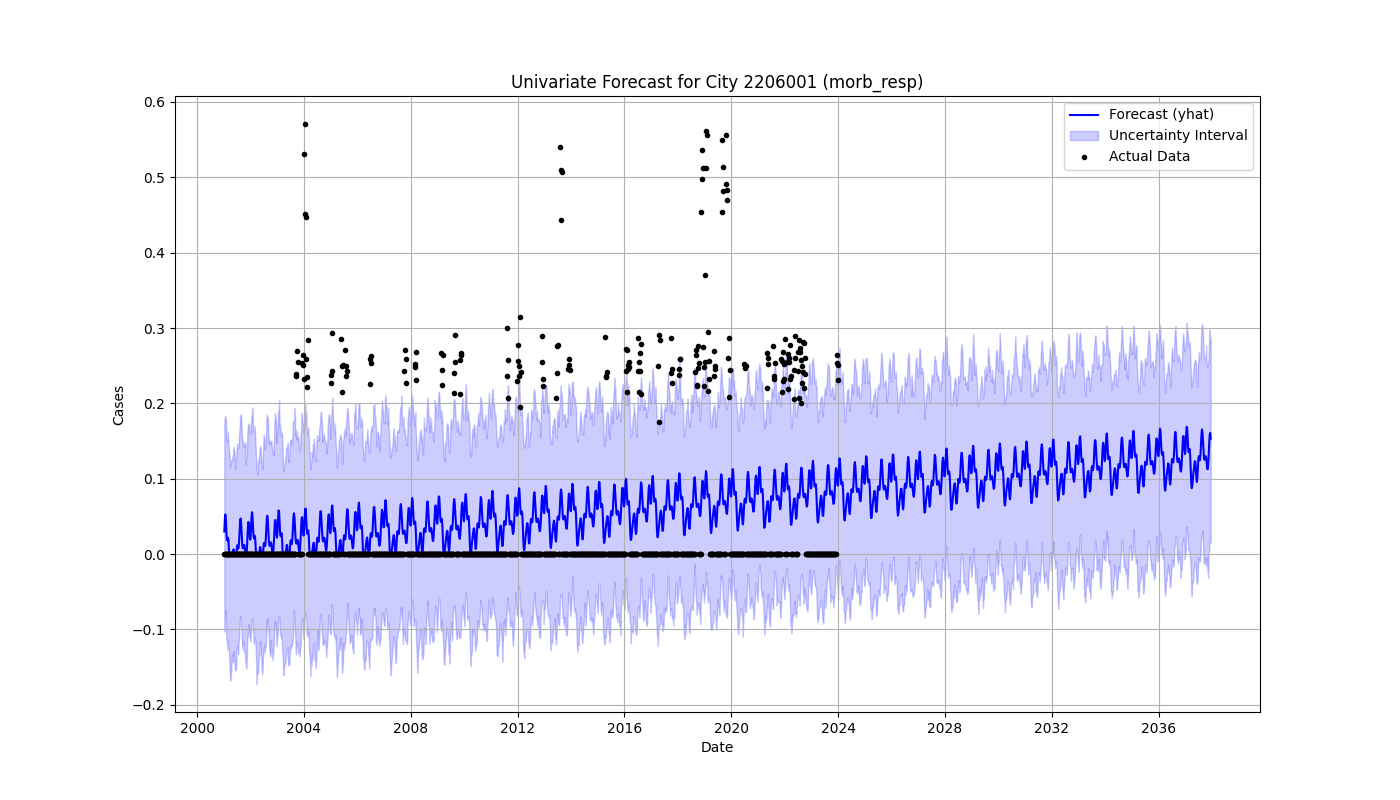 Univariate Forecast for City 2206001 (morb_resp)
Forecast (yhat)
Uncertainty Interval
Actual Data
Cases
0.6
0.5
0.4
0.3
0.2
0.1
0.0
−0.1
−0.2
2000 2004 2008 2012 2016 2020 2024 2028 2032 2036
Date